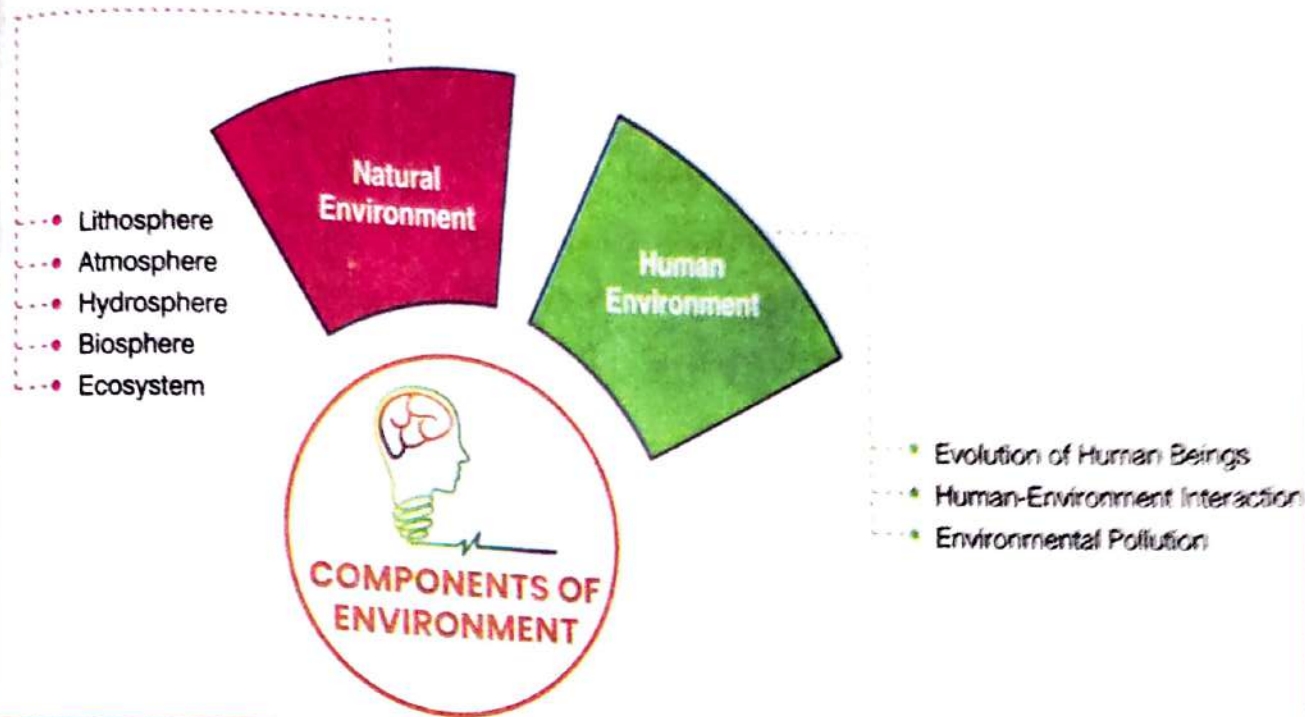 Natural
Environment
Lithosphere
Atmosphere
Hydrosphere
Biosphere
Ecosystem
Human
Environment
Evolution of Human Beings
Human-Environment Interaction
Environmental Pollution
COMPONENTS OF
ENVIRONMENT